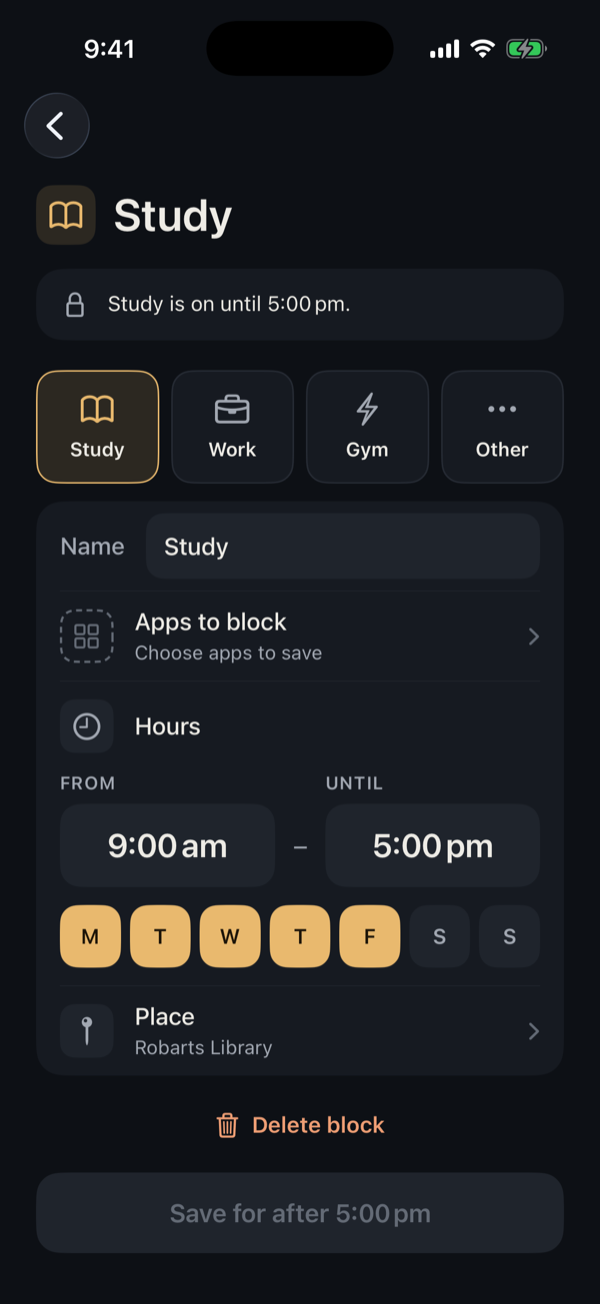 9:41
Study
Study is on until 5:00 pm.
Study
Work
Gym
Other
Name
Study
Apps to block
Choose apps to save
Hours
FROM
UNTIL
9:00 am
–
5:00 pm
M T W T F S S
Place
Robarts Library
Delete block
Save for after 5:00 pm